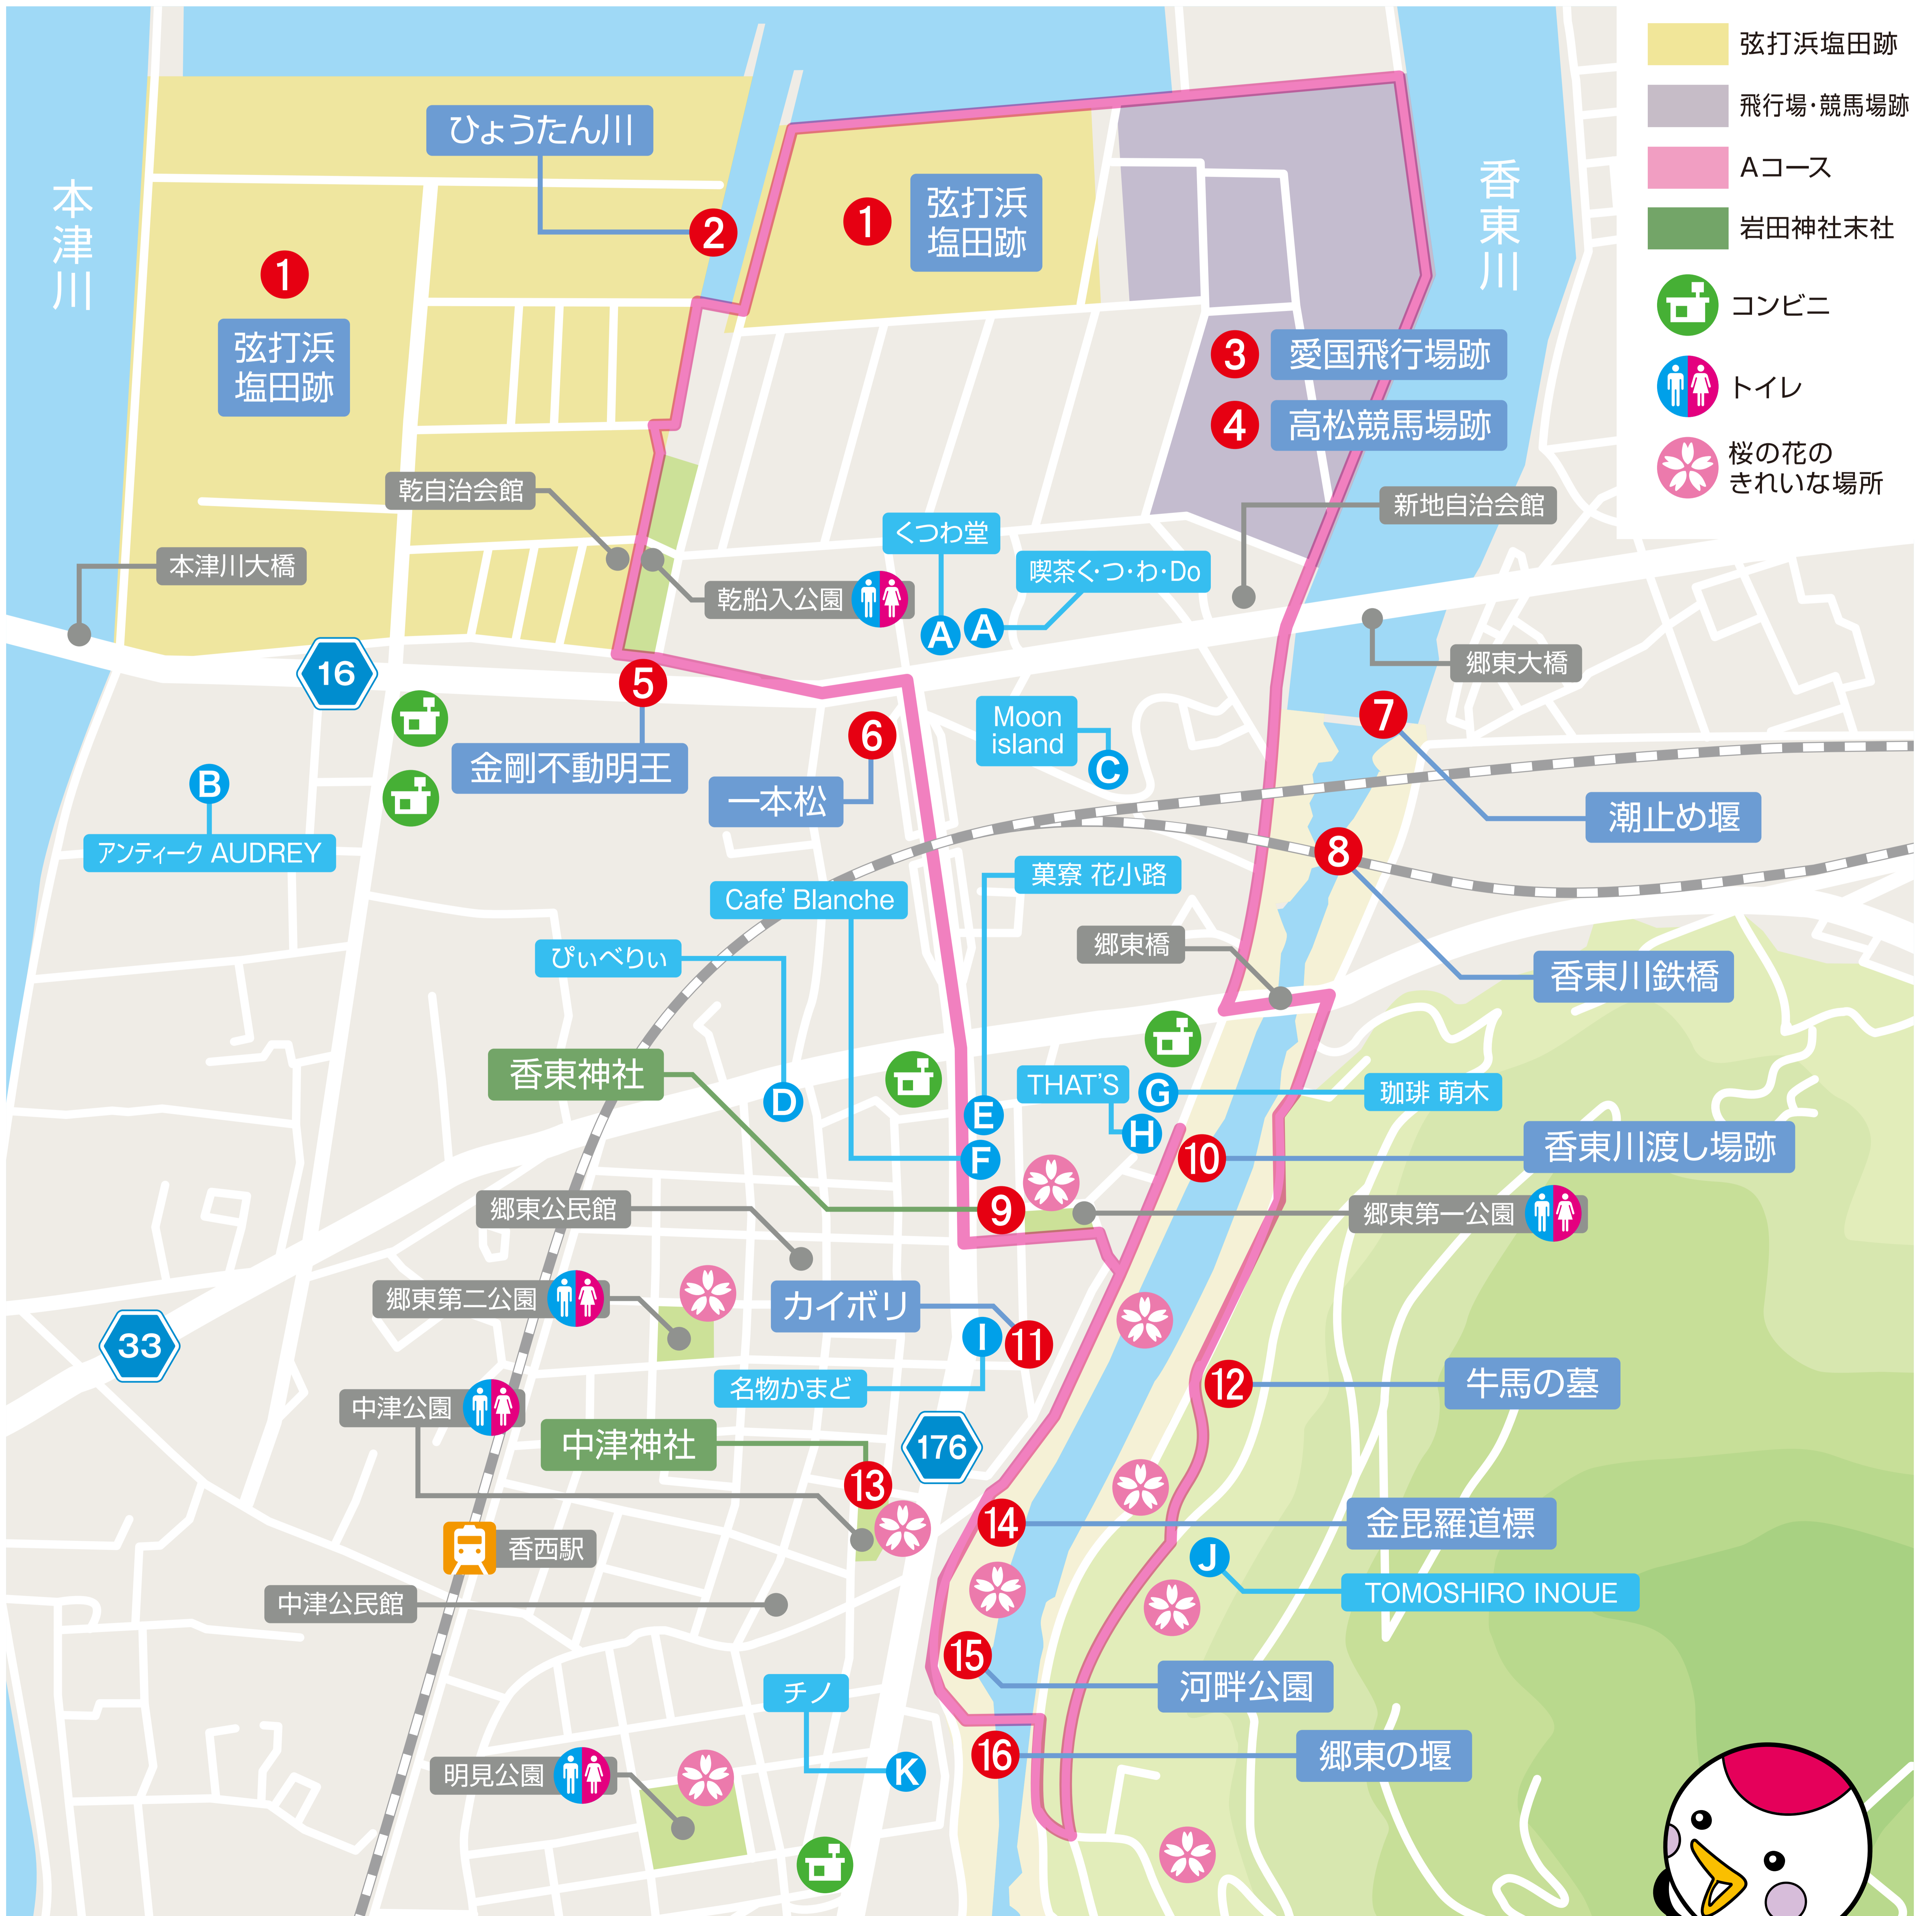 弦打浜塩田跡
飛行場・競馬場跡
Aコース
岩田神社末社
コンビニ
トイレ
桜の花の
きれいな場所
本津川
香東川
ひょうたん川
2
1
弦打浜
塩田跡
1
弦打浜
塩田跡
3
愛国飛行場跡
4
高松競馬場跡
乾自治会館
新地自治会館
くつわ堂
本津川大橋
喫茶く・つ・わ・Do
乾船入公園
A
A
郷東大橋
16
5
金剛不動明王
6
一本松
Moon
island
C
7
潮止め堰
B
アンティーク AUDREY
8
菓寮 花小路
Cafe' Blanche
郷東橋
ぴぃべりぃ
香東川鉄橋
香東神社
D
E
F
THAT'S
G
H
珈琲 萌木
10
香東川渡し場跡
9
郷東公民館
郷東第一公園
郷東第二公園
カイボリ
I
11
33
名物かまど
12
牛馬の墓
中津公園
中津神社
176
13
14
金毘羅道標
香西駅
J
TOMOSHIRO INOUE
中津公民館
15
河畔公園
チノ
K
16
郷東の堰
明見公園